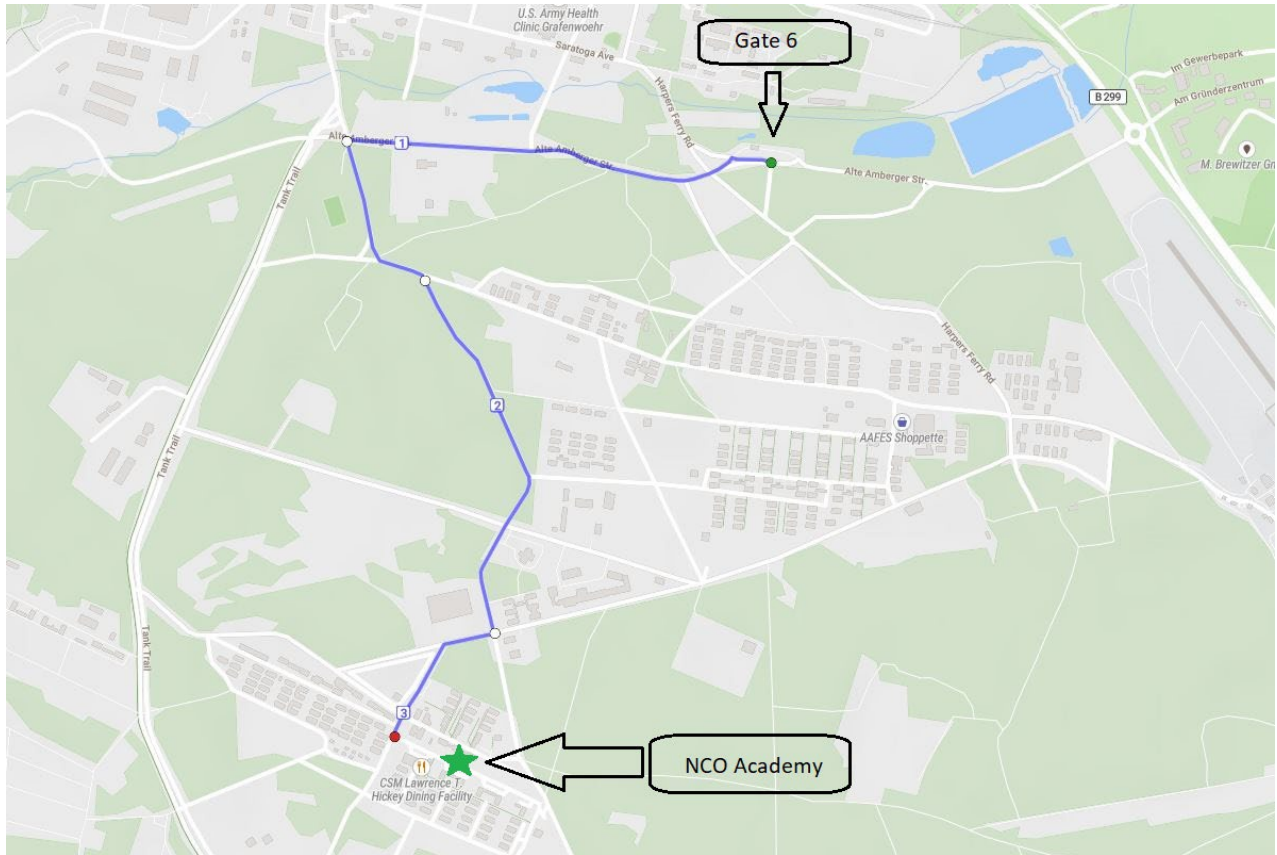 U.S. Army Health
Clinic Grafenwoehr
Saratoga Ave
Gate 6
Im Gewerbepark
Am Gründerzentrum
B 299
Harpers Ferry Rd
M. Brewitzer Gm
Alte Amberger
1
Alte Amberger Str.
Alte Amberger Str.
Tank Trail
Harpers Ferry Rd
2
AAFES Shoppette
Tank Trail
Tank Trail
3
NCO Academy
CSM Lawrence T.
Hickey Dining Facility